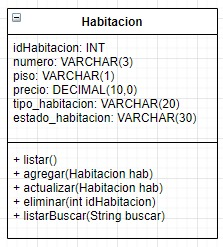 Habitacion
idHabitacion: INT
numero: VARCHAR(3)
piso: VARCHAR(1)
precio: DECIMAL(10,0)
tipo_habitacion: VARCHAR(20)
estado_habitacion: VARCHAR(30)
+ listar()
+ agregar(Habitacion hab)
+ actualizar(Habitacion hab)
+ eliminar(int idHabitacion)
+ listarBuscar(String buscar)